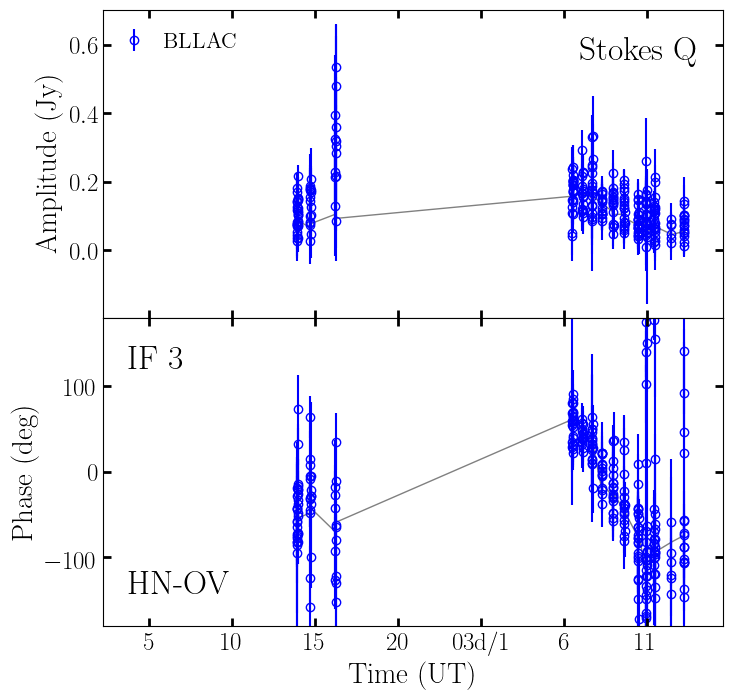 BLLAC
Stokes Q
0.6
0.4
0.2
0.0
Amplitude (Jy)
IF 3
100
0
−100
Phase (deg)
HN-OV
5 10 15 20 03d/1 6 11
Time (UT)